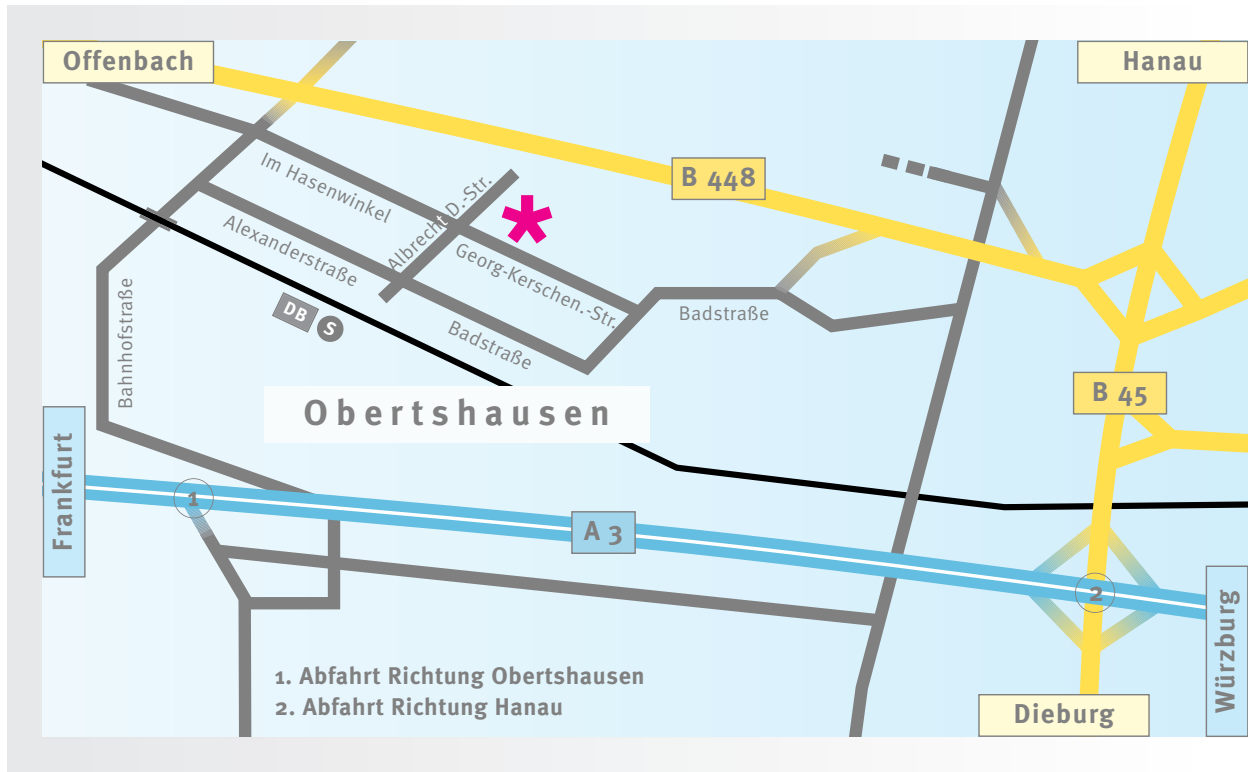 Offenbach
Hanau
B 448
Im Hasenwinkel
Albrecht D.-Str.
Alexanderstraße
Georg-Kerschen.-Str.
Badstraße
DB
S
Badstraße
Bahnhofstraße
B 45
Obertshausen
Frankfurt
1
A 3
2
Würzburg
1. Abfahrt Richtung Obertshausen
2. Abfahrt Richtung Hanau
Dieburg